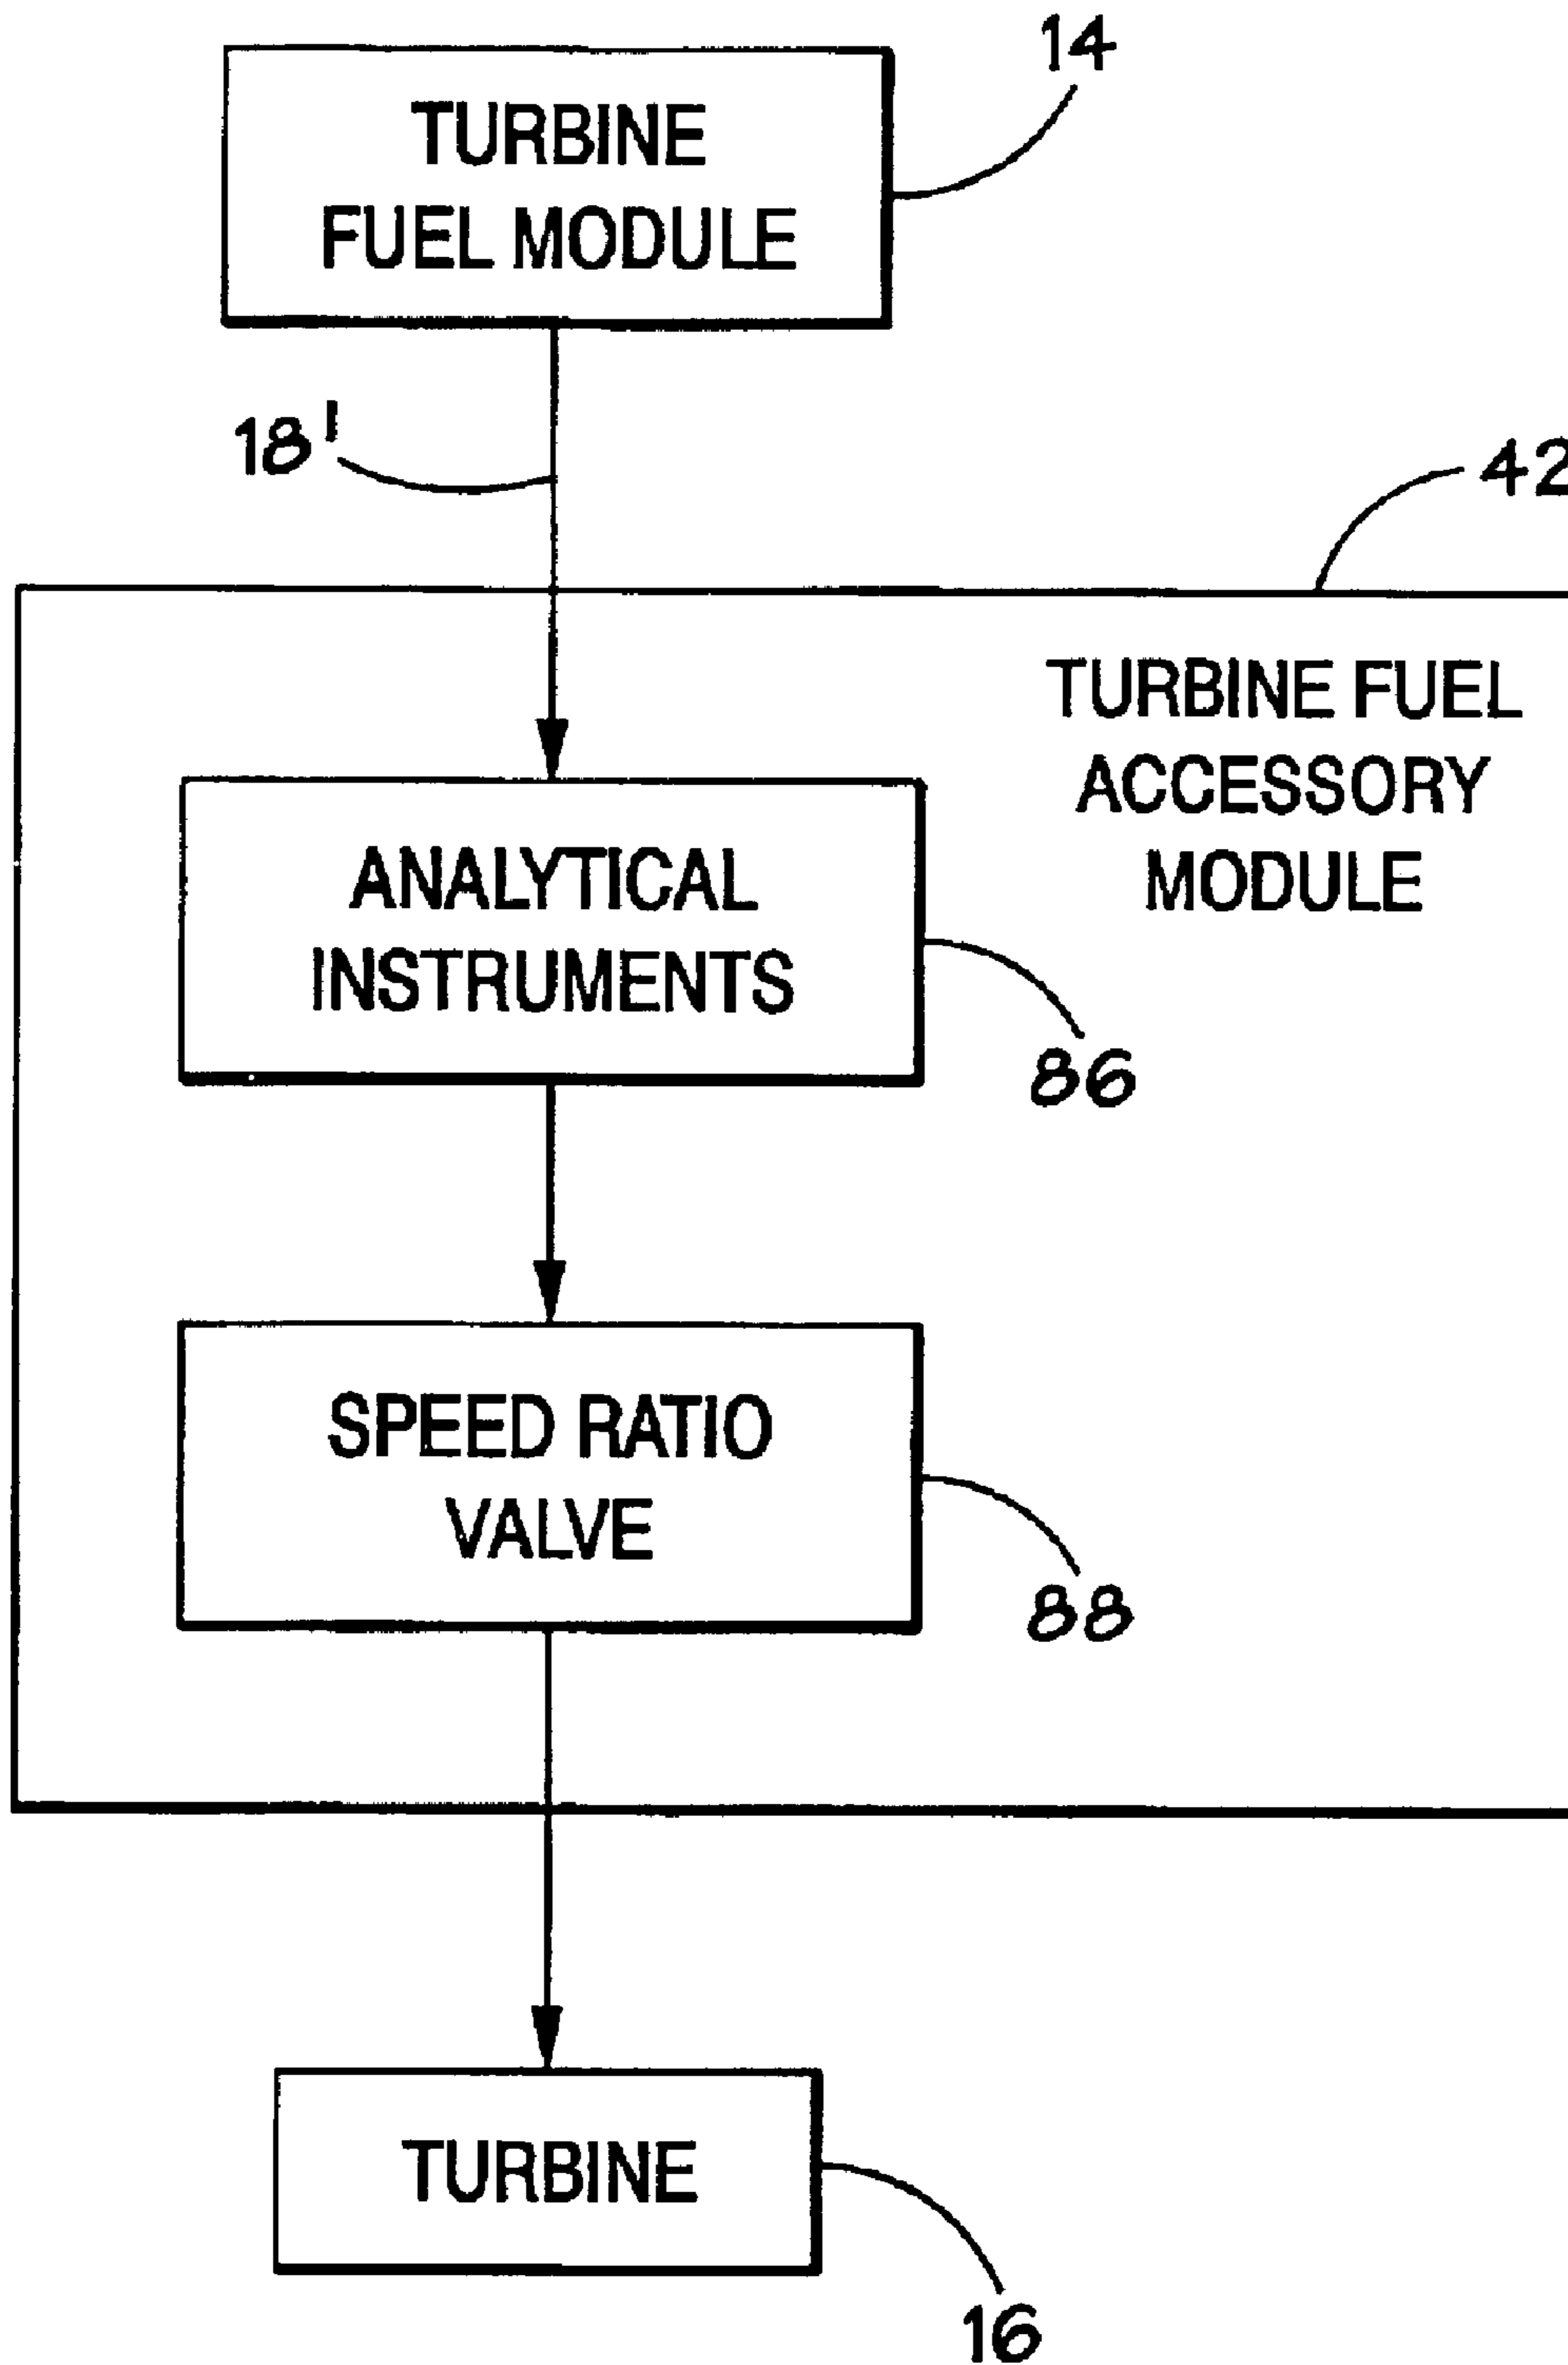 14
TURBINE
FUEL MODULE
18'
42
TURBINE FUEL
ACCESSORY
MODULE
ANALYTICAL
INSTRUMENTS
86
SPEED RATIO
VALVE
88
TURBINE
16